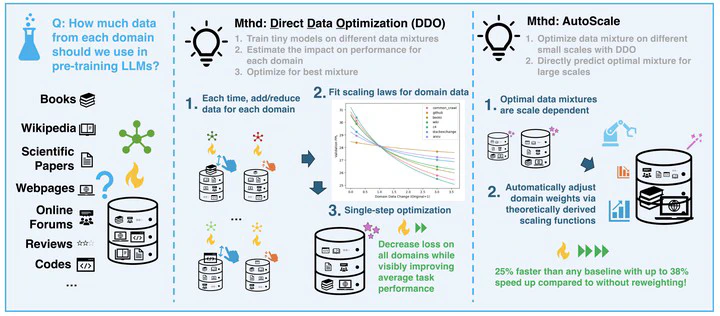 Q: How much data
from each domain
should we use in
pre-training LLMs?
Books
Wikipedia
Scientific
Papers
Webpages
Online
Forums
Reviews
Codes
...
Mthd: Direct Data Optimization (DDO)
1. Train tiny models on different data mixtures
2. Estimate the impact on performance for
each domain
3. Optimize for best mixture
1. Each time, add/reduce
data for each domain
...
2. Fit scaling laws for domain data
common_crawl
github
books
wiki
c4
stackexchange
arxiv
Domain Data Change (Original=1)
3. Single-step optimization
Decrease loss on
all domains while
visibly improving
average task
performance
Mthd: AutoScale
1. Optimize data mixture on different
small scales with DDO
2. Directly predict optimal mixture for
large scales
1. Optimal data mixtures
are scale dependent
2. Automatically adjust
domain weights via
theoretically derived
scaling functions
25% faster than any baseline with up to 38%
speed up compared to without reweighting!